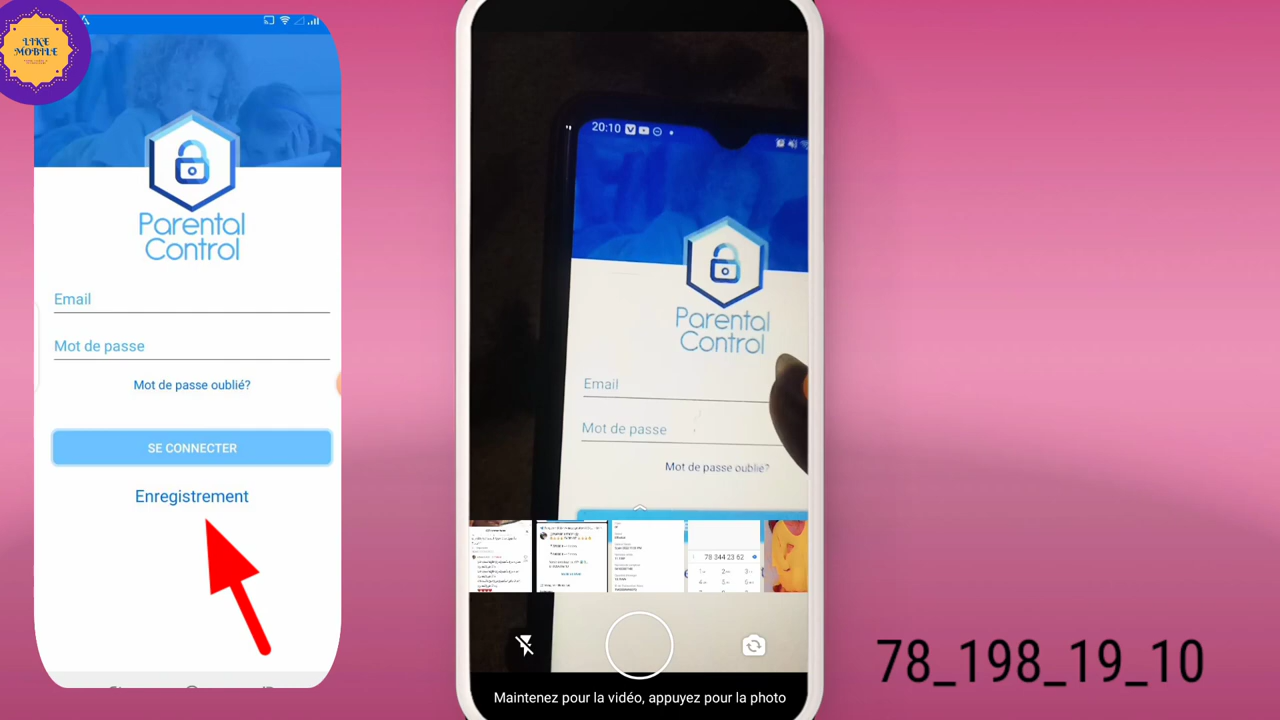 LIKE
MOBILE
Parental
Control
Email
Mot de passe
Mot de passe oublié?
SE CONNECTER
Enregistrement
20:10
Parental
Control
Email
Mot de passe
Mot de passe oublié?
78 344 23 62
Maintenez pour la vidéo, appuyez pour la photo
78_198_19_10